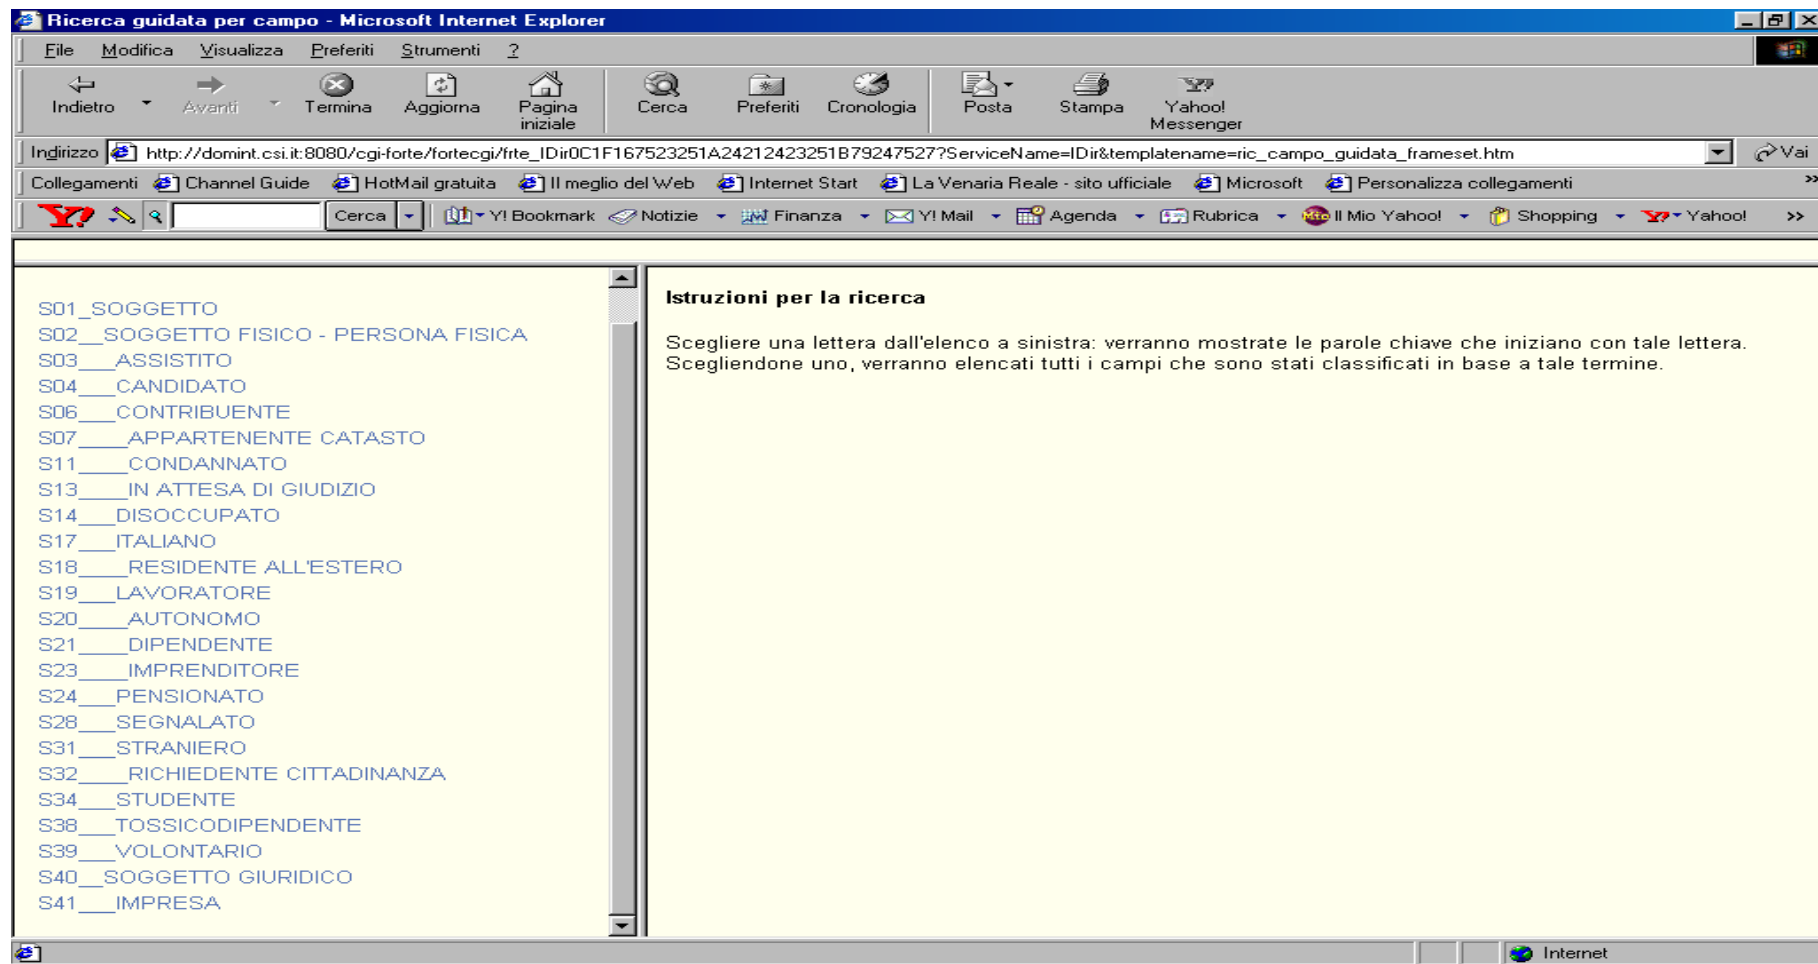 Ricerca guidata per campo - Microsoft Internet Explorer
File Modifica Visualizza Preferiti Strumenti ?
Indietro Avanti Termina Aggiorna Pagina iniziale Cerca Preferiti Cronologia Posta Stampa Yahoo! Messenger
Indirizzo http://domint.csi.it:8080/cgi-forte/fortecgi/frte_IDir0C1F167523251A24212423251B79247527?ServiceName=IDir&templatename=ric_campo_guidata_frameset.htm Vai
Collegamenti Channel Guide HotMail gratuita Il meglio del Web Internet Start La Venaria Reale - sito ufficiale Microsoft Personalizza collegamenti »
Y! Cerca Y! Bookmark Notizie Finanza Y! Mail Agenda Rubrica Il Mio Yahoo! Shopping Y! Yahoo! »
S01_SOGGETTO
S02__SOGGETTO FISICO - PERSONA FISICA
S03___ASSISTITO
S04___CANDIDATO
S06___CONTRIBUENTE
S07____APPARTENENTE CATASTO
S11____CONDANNATO
S13____IN ATTESA DI GIUDIZIO
S14___DISOCCUPATO
S17___ITALIANO
S18____RESIDENTE ALL'ESTERO
S19___LAVORATORE
S20____AUTONOMO
S21____DIPENDENTE
S23____IMPRENDITORE
S24___PENSIONATO
S28___SEGNALATO
S31___STRANIERO
S32____RICHIEDENTE CITTADINANZA
S34___STUDENTE
S38___TOSSICODIPENDENTE
S39___VOLONTARIO
S40__SOGGETTO GIURIDICO
S41___IMPRESA
Istruzioni per la ricerca
Scegliere una lettera dall'elenco a sinistra: verranno mostrate le parole chiave che iniziano con tale lettera.
Scegliendone uno, verranno elencati tutti i campi che sono stati classificati in base a tale termine.
Internet